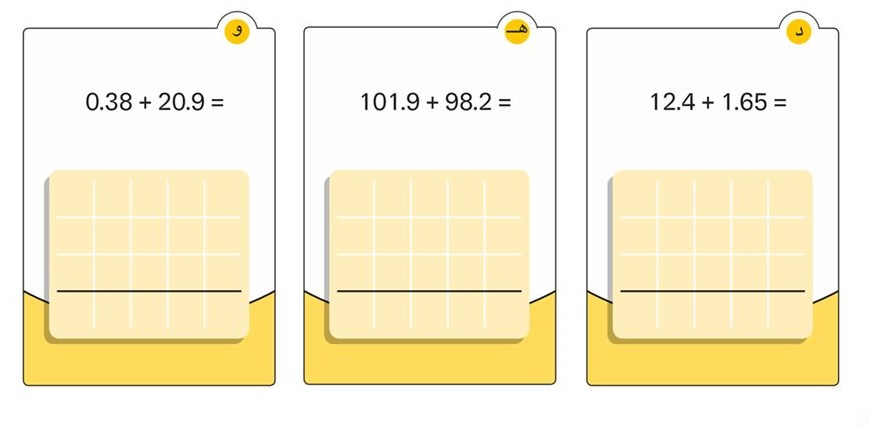 د
12.4 + 1.65 =
هـ
101.9 + 98.2 =
و
0.38 + 20.9 =